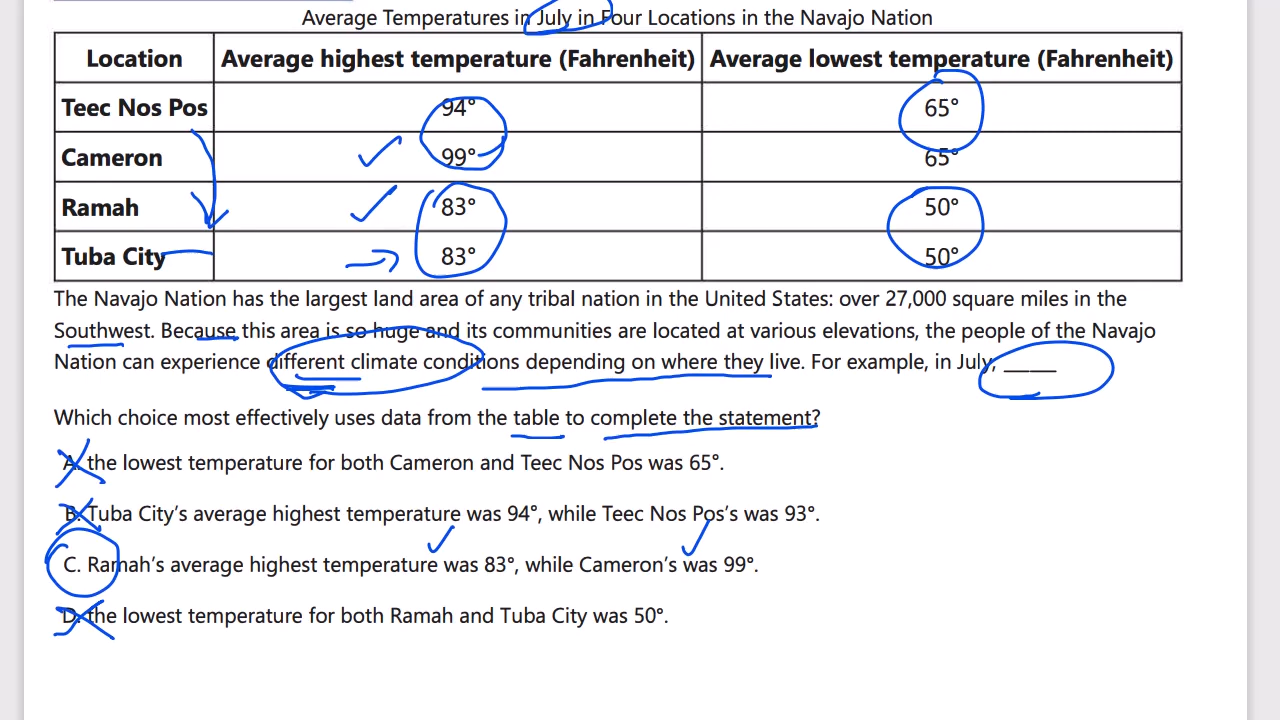 Average Temperatures in July in Four Locations in the Navajo Nation
Location Average highest temperature (Fahrenheit) Average lowest temperature (Fahrenheit)
Teec Nos Pos 94° 65°
Cameron 99° 65°
Ramah 83° 50°
Tuba City 83° 50°
The Navajo Nation has the largest land area of any tribal nation in the United States: over 27,000 square miles in the
Southwest. Because this area is so huge and its communities are located at various elevations, the people of the Navajo
Nation can experience different climate conditions depending on where they live. For example, in July, _____
Which choice most effectively uses data from the table to complete the statement?
A. the lowest temperature for both Cameron and Teec Nos Pos was 65°.
B. Tuba City's average highest temperature was 94°, while Teec Nos Pos's was 93°.
C. Ramah's average highest temperature was 83°, while Cameron's was 99°.
D. the lowest temperature for both Ramah and Tuba City was 50°.